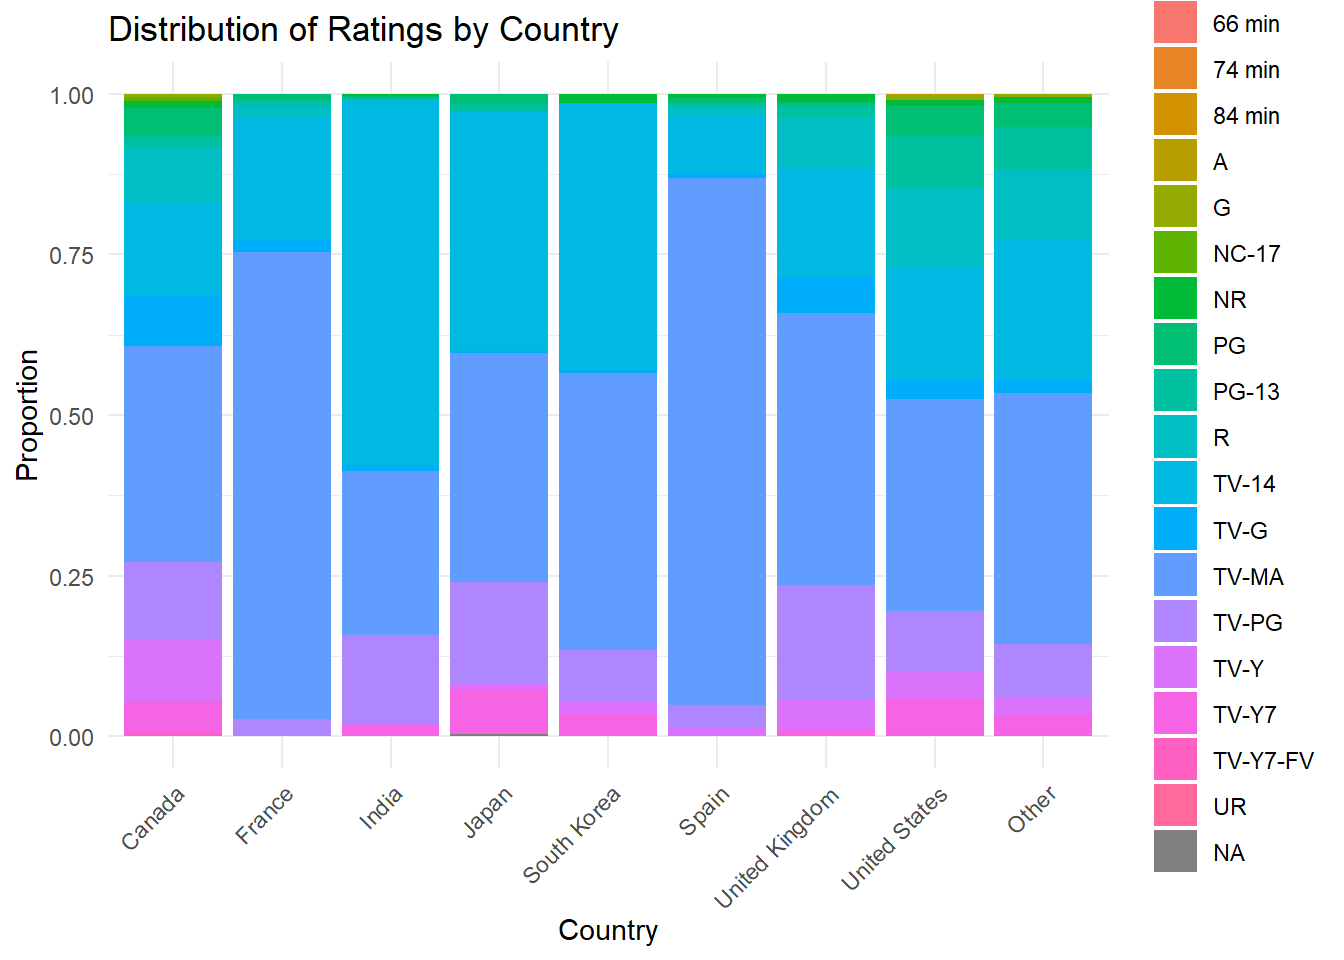 Distribution of Ratings by Country
1.00
0.75
0.50
0.25
0.00
Proportion
Canada
France
India
Japan
South Korea
Spain
United Kingdom
United States
Other
Country
66 min
74 min
84 min
A
G
NC-17
NR
PG
PG-13
R
TV-14
TV-G
TV-MA
TV-PG
TV-Y
TV-Y7
TV-Y7-FV
UR
NA